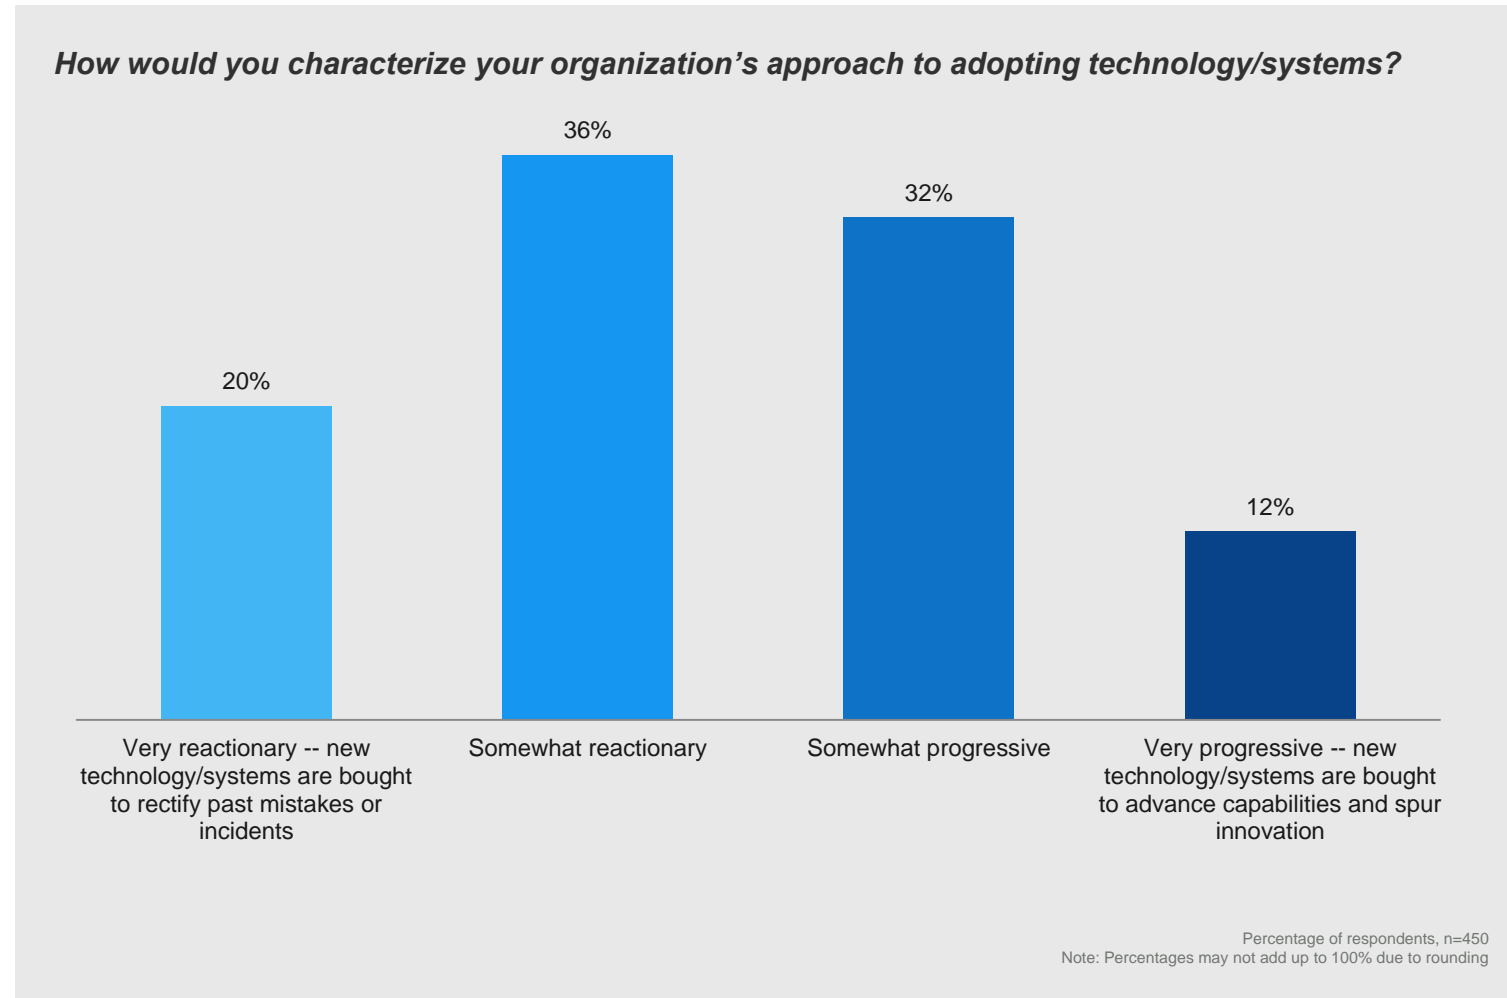 How would you characterize your organization’s approach to adopting technology/systems?
36%
32%
20%
12%
Very reactionary -- new
technology/systems are bought
to rectify past mistakes or
incidents
Somewhat reactionary
Somewhat progressive
Very progressive -- new
technology/systems are bought
to advance capabilities and spur
innovation
Percentage of respondents, n=450
Note: Percentages may not add up to 100% due to rounding